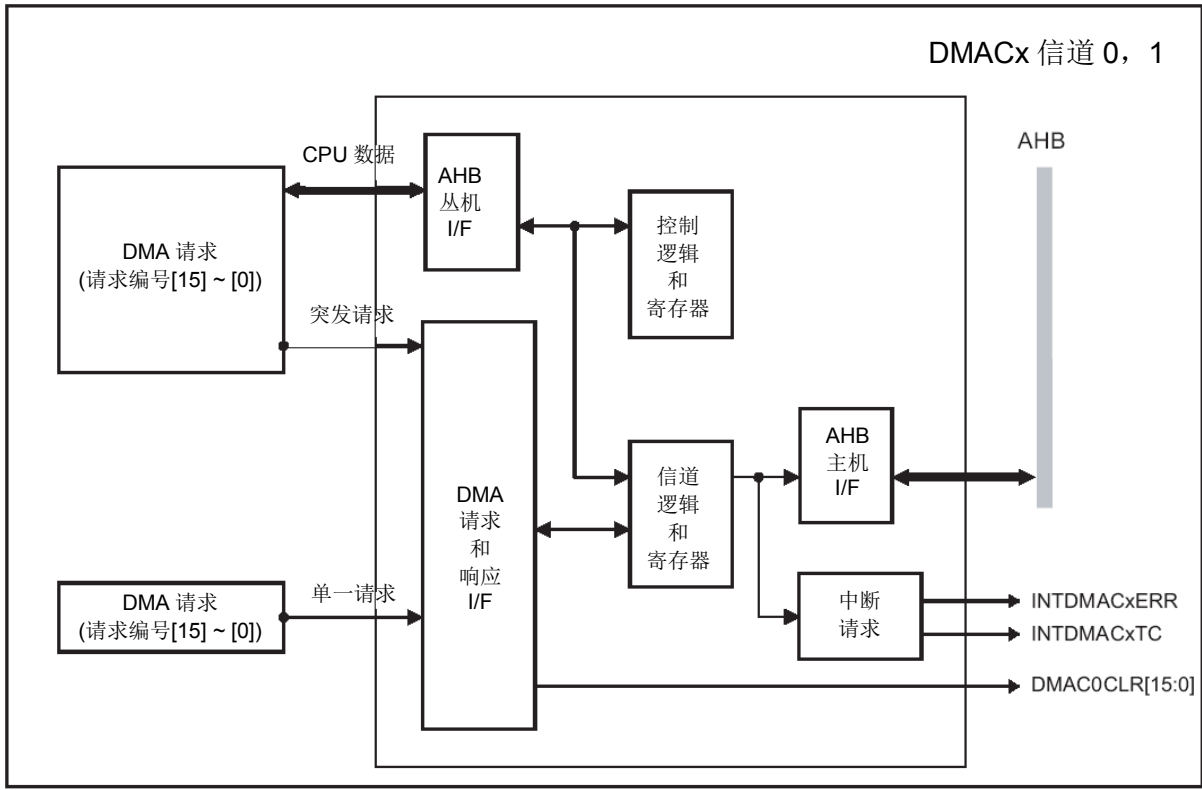 DMACx 信道 0，1
AHB
CPU 数据
AHB
丛机
I/F
控制
逻辑
和
寄存器
DMA 请求
(请求编号[15] ~ [0])
突发请求
DMA
请求
和
响应
I/F
信道
逻辑
和
寄存器
AHB
主机
I/F
DMA 请求
(请求编号[15] ~ [0])
单一请求
中断
请求
INTDMACxERR
INTDMACxTC
DMAC0CLR[15:0]